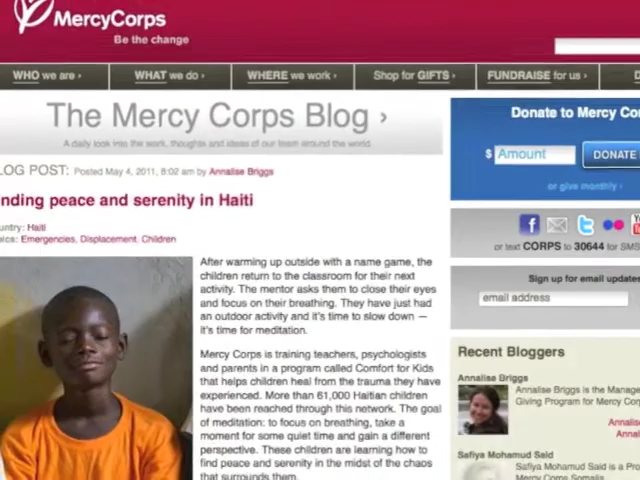 MercyCorps
Be the change
WHO we are ›
WHAT we do ›
WHERE we work ›
Shop for GIFTS ›
FUNDRAISE for us ›
The Mercy Corps Blog ›
A daily look into the work, thoughts and ideas of our team around the world.
LOG POST: Posted May 4, 2011, 8:02 am by Annalise Briggs
nding peace and serenity in Haiti
untry: Haiti
ics: Emergencies, Displacement, Children
After warming up outside with a name game, the
children return to the classroom for their next
activity. The mentor asks them to close their eyes
and focus on their breathing. They have just had
an outdoor activity and it's time to slow down —
it's time for meditation.
Mercy Corps is training teachers, psychologists
and parents in a program called Comfort for Kids
that helps children heal from the trauma they have
experienced. More than 61,000 Haitian children
have been reached through this network. The goal
of meditation: to focus on breathing, take a
moment for some quiet time and gain a different
perspective. These children are learning how to
find peace and serenity in the midst of the chaos
that surrounds them.
Donate to Mercy Co
$ Amount
DONATE
or give monthly ›
or text CORPS to 30644 for SMS
Sign up for email updates
email address
Recent Bloggers
Annalise Briggs
Annalise Briggs is the Manage
Giving Program for Mercy Cor
Annalise
Anna
Safiya Mohamud Said
Safiya Mohamud Said is a Pro
Mercy Corps Somalia